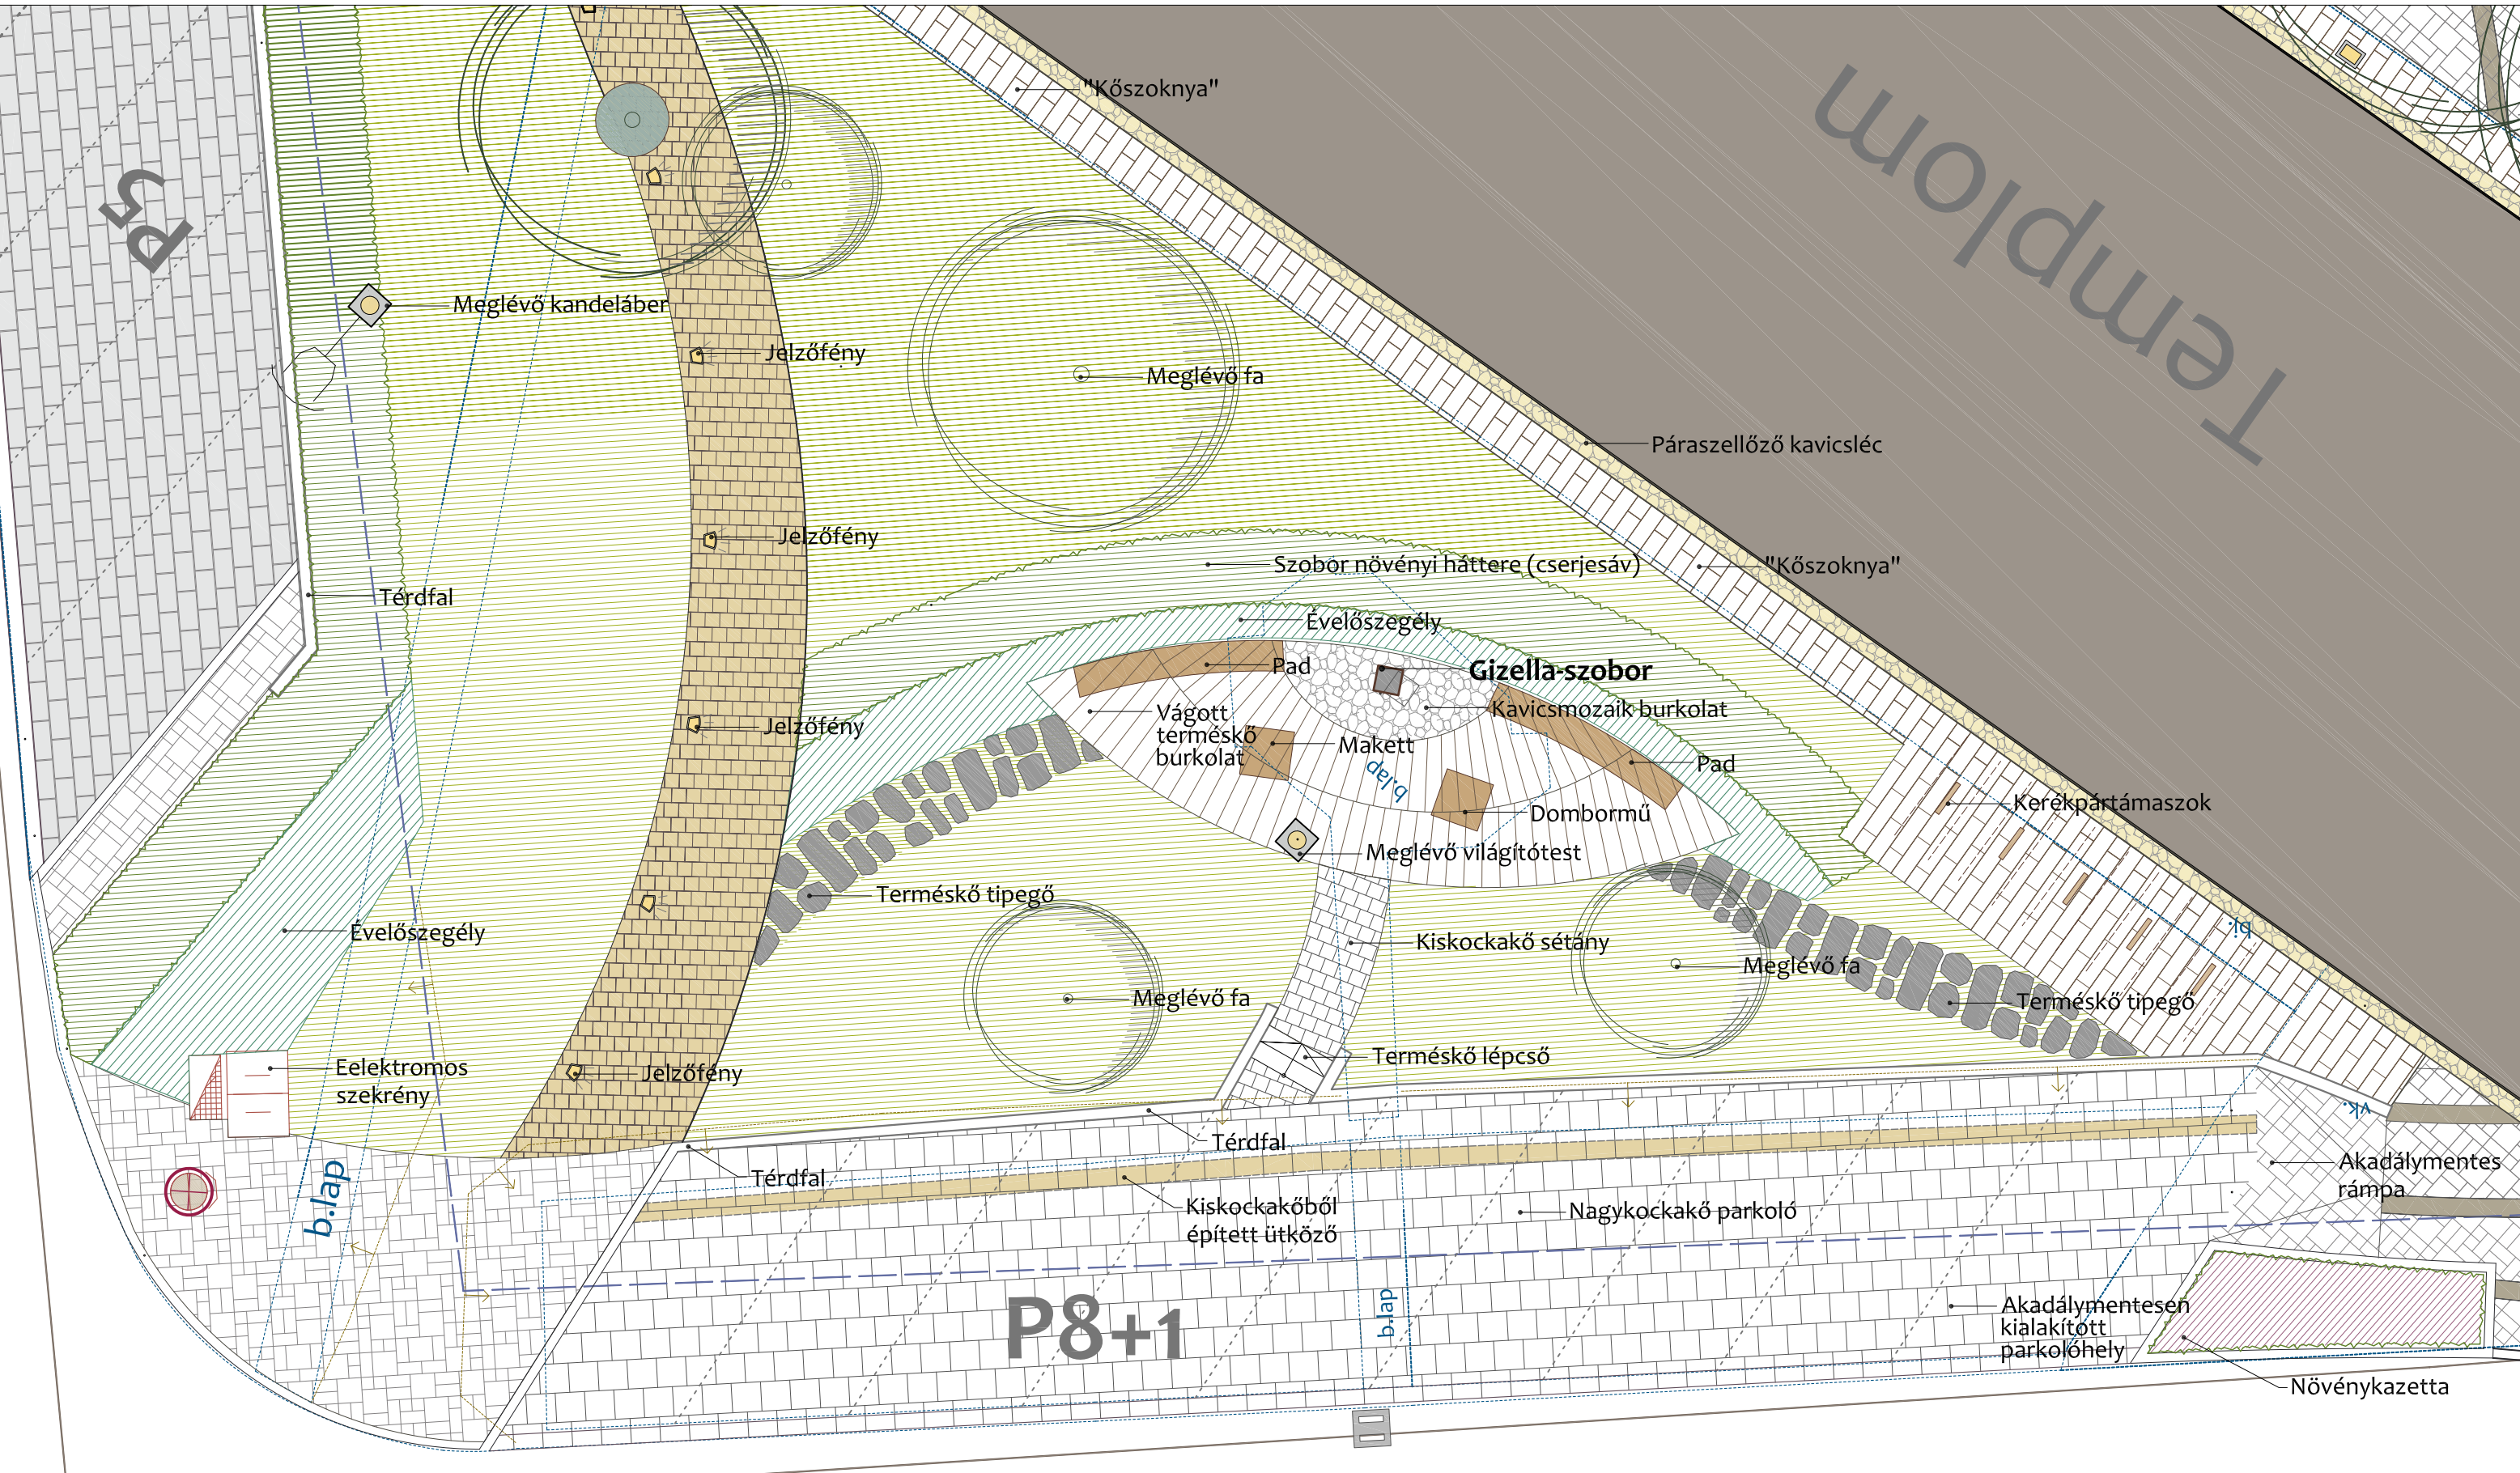 "Kőszoknya"
Templom
P5
Meglévő kandeláber
Jelzőfény
Meglévő fa
Páraszellőző kavicsléc
Jelzőfény
Szobor növényi háttere (cserjesáv)
"Kőszoknya"
Térdfal
Évelőszegély
Pad
Gizella-szobor
Vágott
terméskő
burkolat
Kavicsmozaik burkolat
Jelzőfény
Makett
b.lap
Pad
Kerékpártámaszok
Dombormű
Meglévő világítótest
Terméskő tipegő
Évelőszegély
Kiskockakő sétány
bj.
Meglévő fa
Meglévő fa
Terméskő tipegő
Eelektromos
szekrény
Jelzőfény
Terméskő lépcső
vk.
Térdfal
Térdfal
Akadálymentes
rámpa
b.lap
Kiskockakőből
épített ütköző
Nagykockakő parkoló
P8+1
b.lap
Akadálymentesen
kialakított
parkolóhely
Növénykazetta